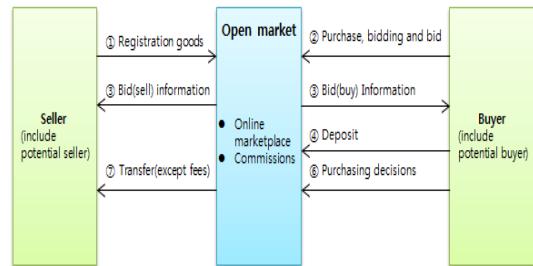 Open market
① Registration goods
② Purchase, bidding and bid
③ Bid(sell) information
③ Bid(buy) Information
Seller
(include
potential seller)
● Online
marketplace
● Commissions
Buyer
(include
potential buyer)
④ Deposit
⑦ Transfer(except fees)
⑥ Purchasing decisions